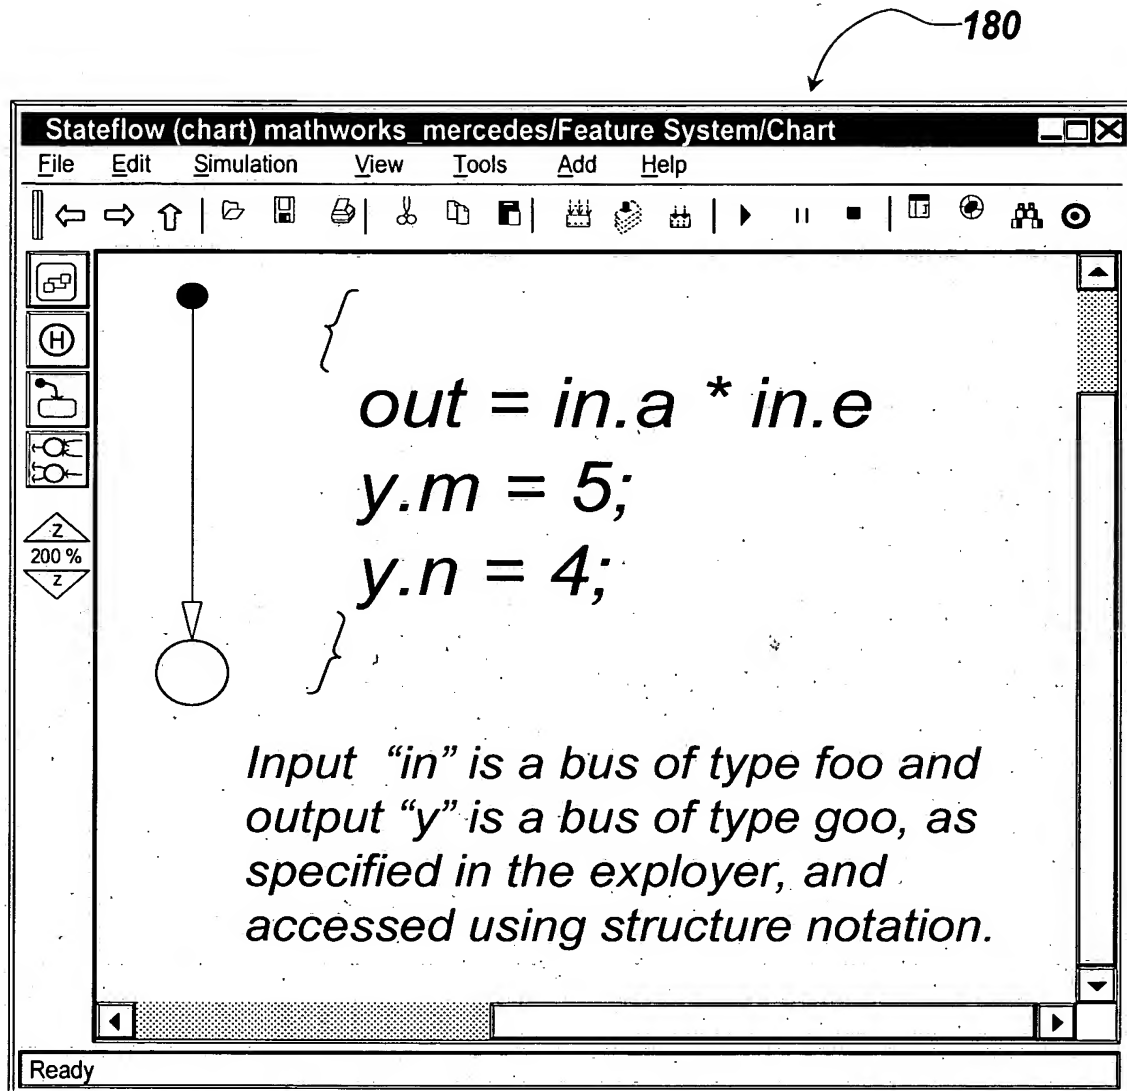 180
Stateflow (chart) mathworks_mercedes/Feature System/Chart
File Edit Simulation View Tools Add Help
H
{
out = in.a * in.e
y.m = 5;
y.n = 4;
}
Z
200 %
Z
Input “in” is a bus of type foo and
output “y” is a bus of type goo, as
specified in the exployer, and
accessed using structure notation.
Ready